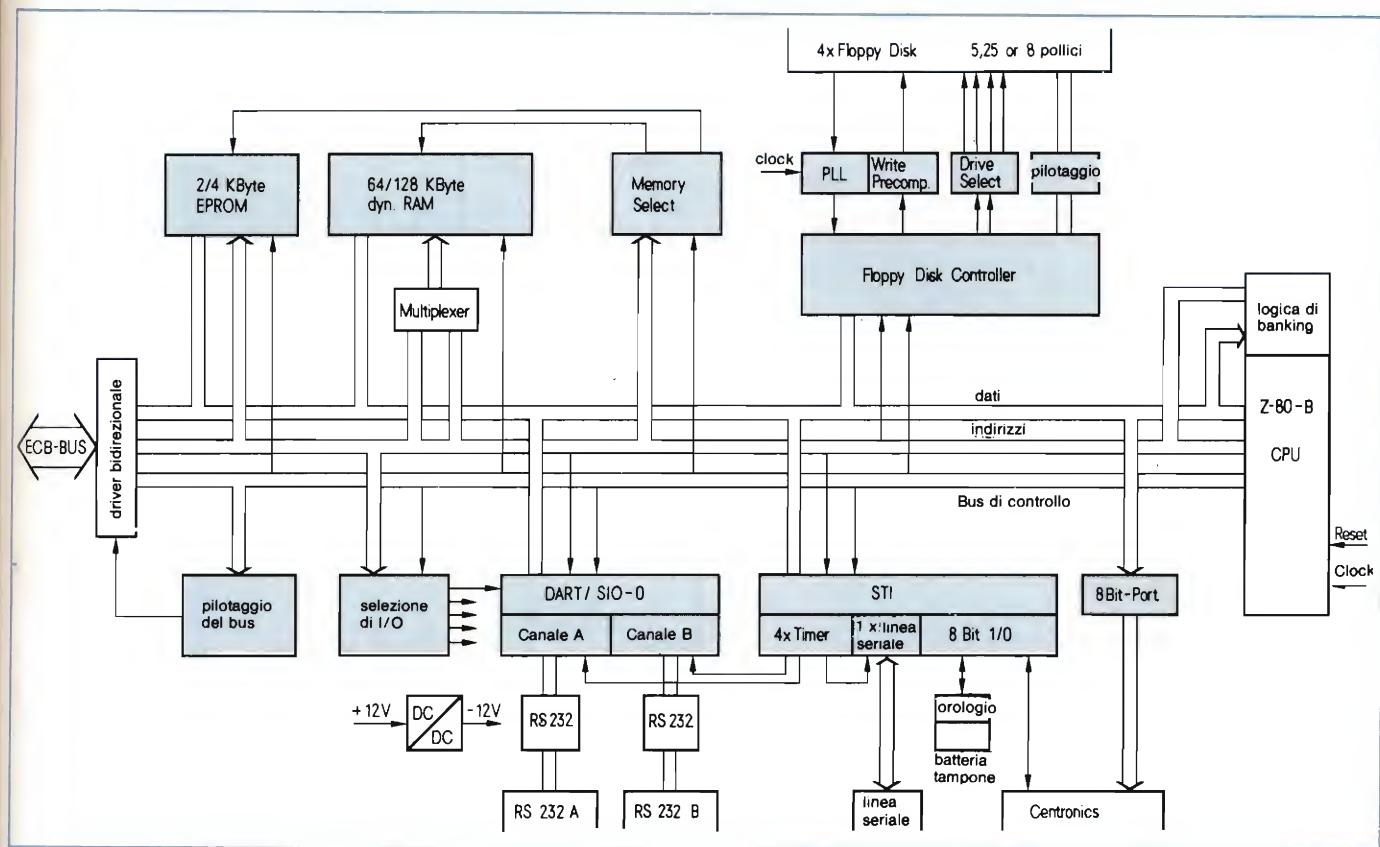 4x Floppy Disk 5,25 or 8 pollici
clock
PLL
Write
Precomp.
Drive
Select
pilotaggio
2/4 KByte
EPROM
64/128 KByte
dyn. RAM
Memory
Select
Floppy Disk Controller
Multiplexer
logica di
banking
ECB-BUS
driver bidirezionale
dati
indirizzi
Bus di controllo
Z-80-B
CPU
Reset
Clock
pilotaggio
del bus
selezione
di I/O
DART/ SIO-0
Canale A
Canale B
STI
4x Timer
1 x linea
seriale
8 Bit I/O
8Bit-Port
+12V
DC
DC
-12V
RS 232
RS 232
orologio
batteria
tampone
RS 232 A
RS 232 B
linea
seriale
Centronics